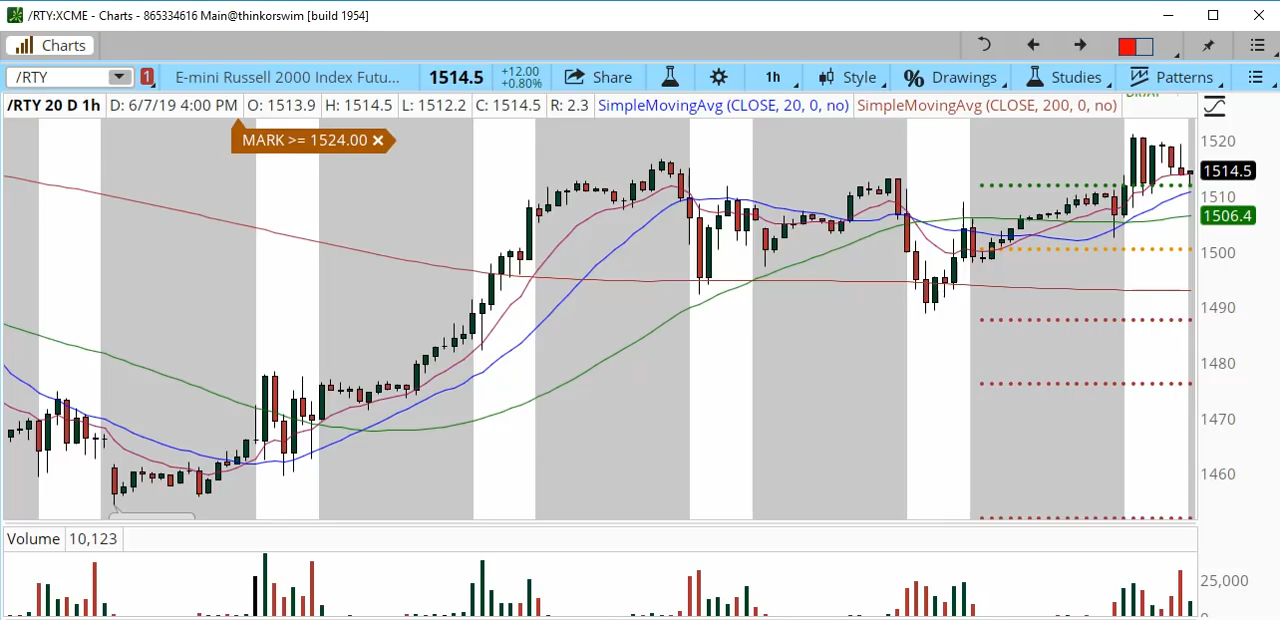 /RTY:XCME - Charts - 865334616 Main@thinkorswim [build 1954]
Charts
/RTY 1 E-mini Russell 2000 Index Futu... 1514.5 +12.00 +0.80% Share 1h Style % Drawings Studies Patterns
/RTY 20 D 1h D: 6/7/19 4:00 PM O: 1513.9 H: 1514.5 L: 1512.2 C: 1514.5 R: 2.3 SimpleMovingAvg (CLOSE, 20, 0, no) SimpleMovingAvg (CLOSE, 200, 0, no)
MARK >= 1524.00 ×
1520
1514.5
1510
1506.4
1500
1490
1480
1470
1460
Volume 10,123
25,000